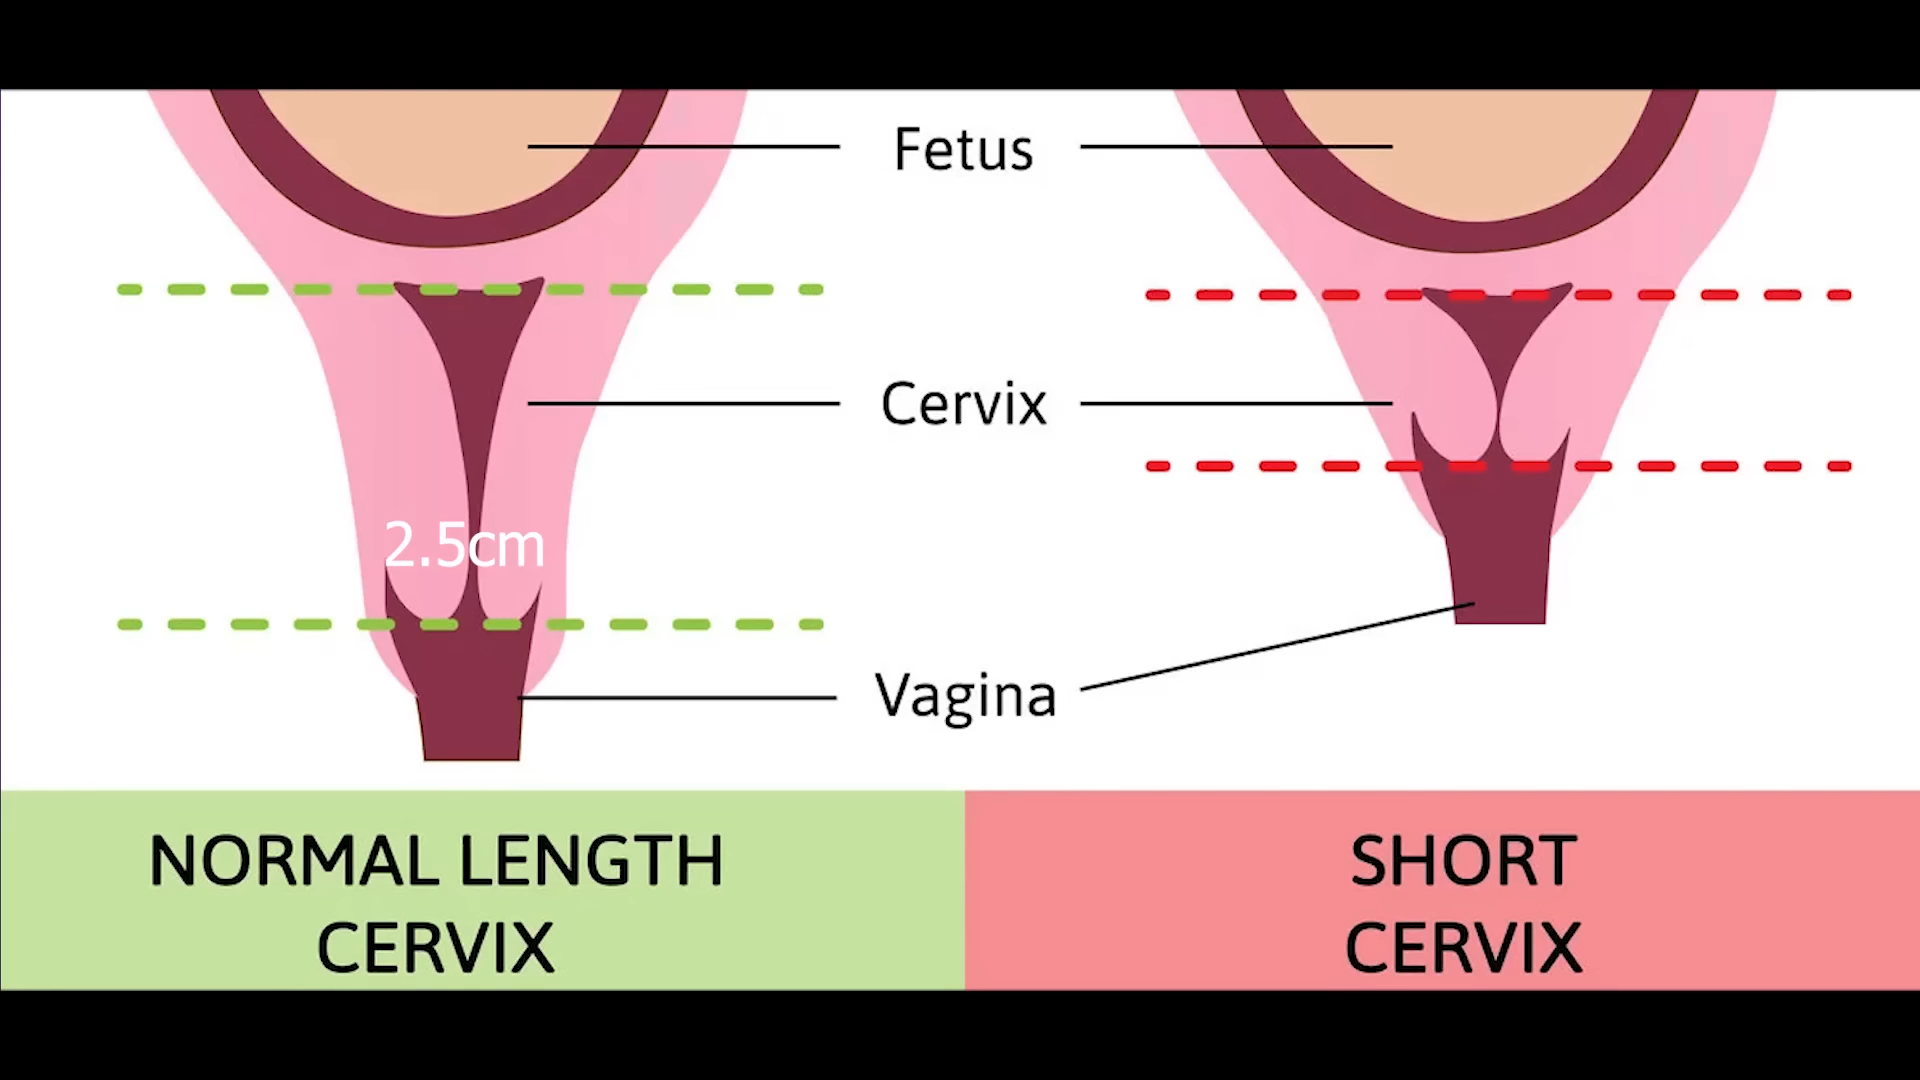 Fetus
Cervix
2.5cm
Vagina
NORMAL LENGTH
CERVIX
SHORT
CERVIX